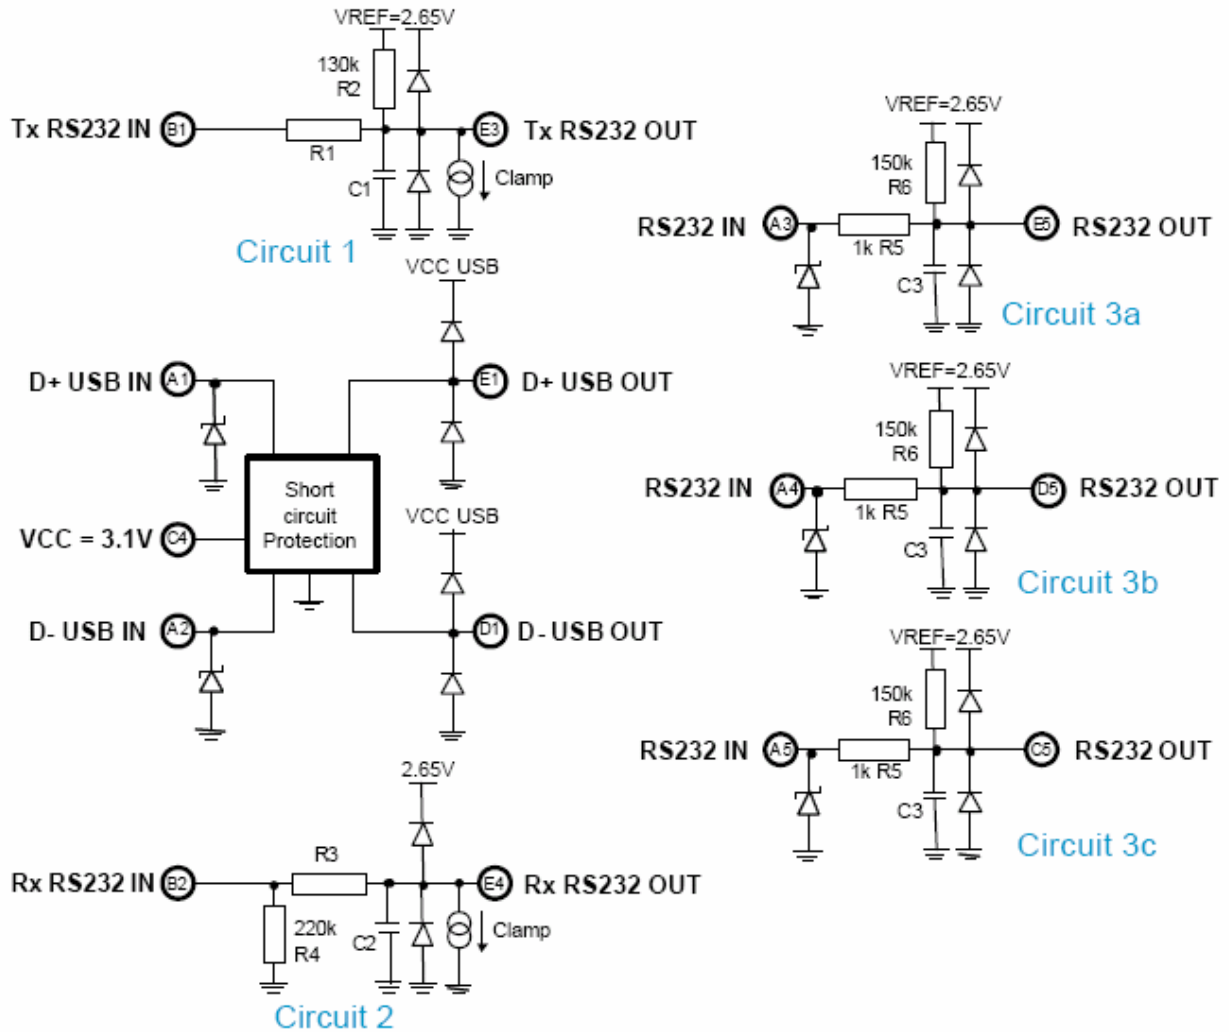 VREF=2.65V
130k
R2
Tx RS232 IN B1
E3 Tx RS232 OUT
R1
C1
Clamp
Circuit 1
VCC USB
D+ USB IN A1
E1 D+ USB OUT
Short
circuit
Protection
VCC USB
VCC = 3.1V C4
D- USB IN A2
D1 D- USB OUT
2.65V
R3
Rx RS232 IN B2
E4 Rx RS232 OUT
220k
R4
C2
Clamp
Circuit 2
VREF=2.65V
150k
R6
RS232 IN A3
E5 RS232 OUT
1k R5
C3
Circuit 3a
VREF=2.65V
150k
R6
RS232 IN A4
D5 RS232 OUT
1k R5
C3
Circuit 3b
VREF=2.65V
150k
R6
RS232 IN A5
C5 RS232 OUT
1k R5
C3
Circuit 3c